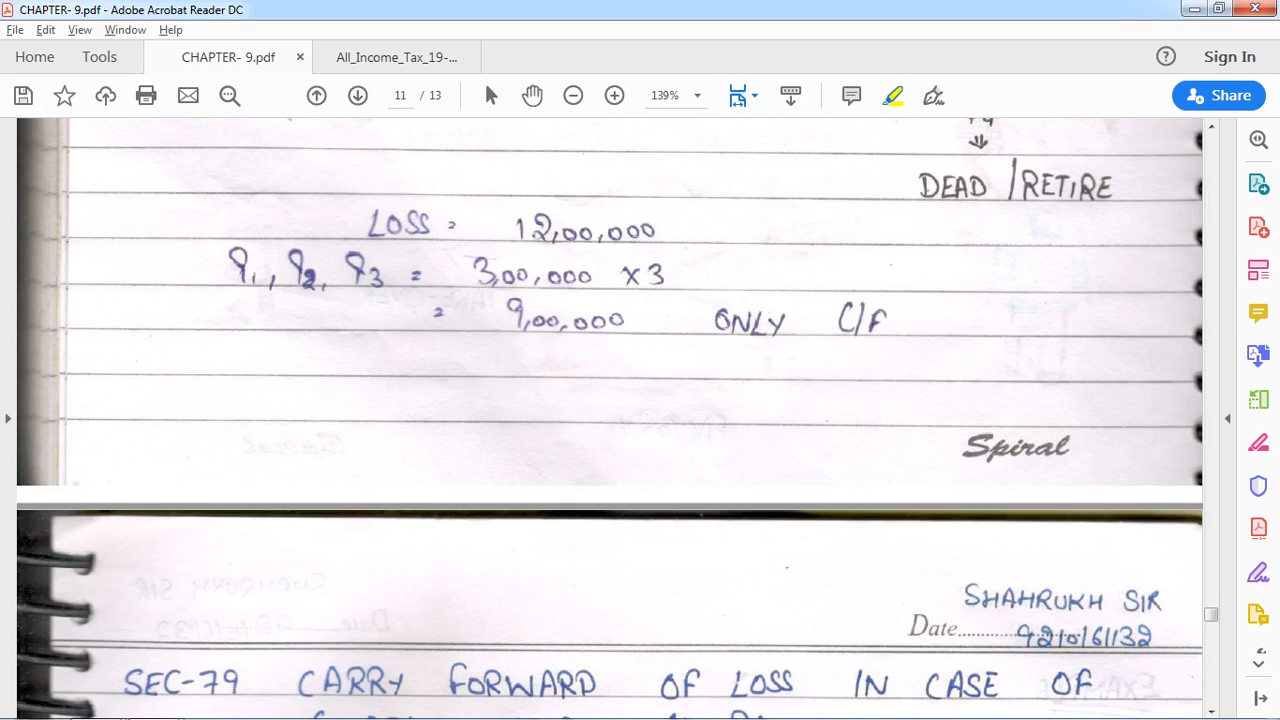 CHAPTER- 9.pdf - Adobe Acrobat Reader DC
File Edit View Window Help
Home Tools CHAPTER- 9.pdf × All_Income_Tax_19-... ? Sign In
11 / 13 139% Share
DEAD / RETIRE
LOSS = 12,00,000
P1, P2, P3 = 3,00,000 x 3
= 9,00,000 ONLY C/F
Spiral
SHAHRUKH SIR
Date............9210161132
SEC-79 CARRY FORWARD OF LOSS IN CASE OF